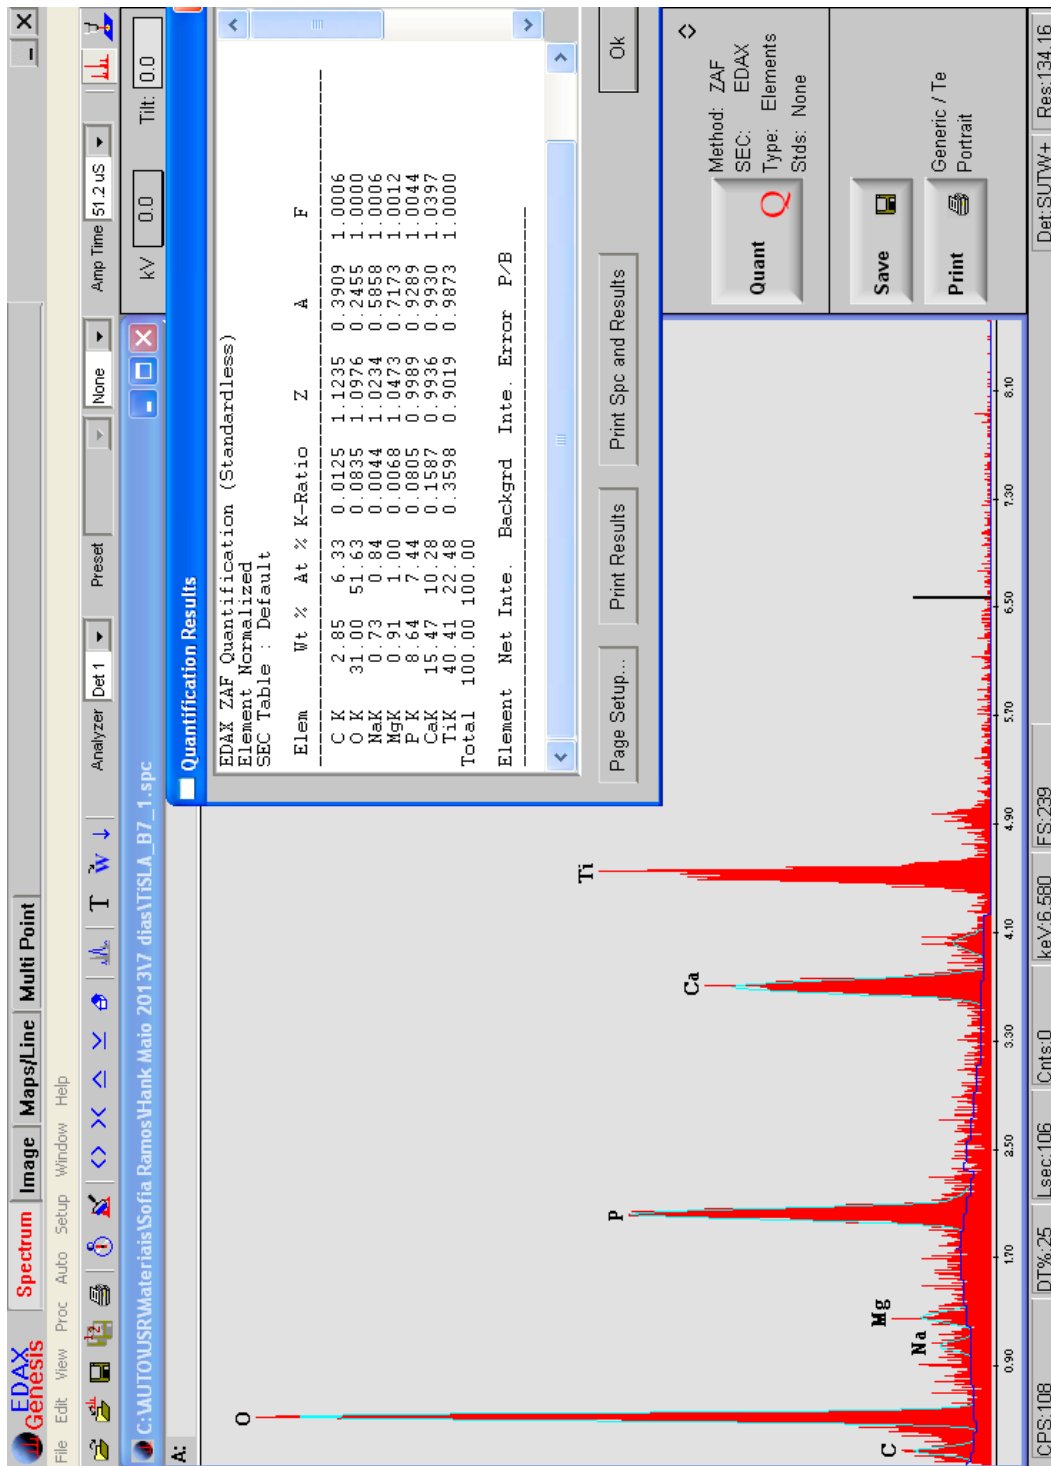 EDAX
Genesis
Spectrum Image Maps/Line Multi Point
File Edit View Proc Auto Setup Window Help
T W Analyzer Det 1 Preset None Amp Time 51.2 uS
C:\AUTO\USR\Materiais\Sofia Ramos\Hank Maio 2013\7 dias\TiSLA_B7_1.spc
kV 0.0 Tilt: 0.0
A:
Quantification Results
EDAX ZAF Quantification (Standardless)
Element Normalized
SEC Table : Default
Elem Wt % At % K-Ratio Z A F
C K 2.85 6.33 0.0125 1.1235 0.3909 1.0006
O K 31.00 51.63 0.0835 1.0976 0.2455 1.0000
NaK 0.73 0.84 0.0044 1.0234 0.5858 1.0006
MgK 0.91 1.00 0.0068 1.0473 0.7173 1.0012
P K 8.64 7.44 0.0805 0.9989 0.9289 1.0044
CaK 15.47 10.28 0.1587 0.9936 0.9930 1.0397
TiK 40.41 22.48 0.3598 0.9019 0.9873 1.0000
Total 100.00 100.00
Element Net Inte. Backgrd Inte. Error P/B
Page Setup... Print Results Print Spc and Results Ok
C O Na Mg P Ca Ti
0.90 1.70 2.50 3.30 4.10 4.90 5.70 6.50 7.30 8.10
Quant Q
Method: ZAF
SEC: EDAX
Type: Elements
Stds: None
Save
Print
Generic / Te
Portrait
CPS:108 DT%:25 Lsec:106 Cnts:0 keV:6.580 FS:239 Det:SUTW+ Res:134.16